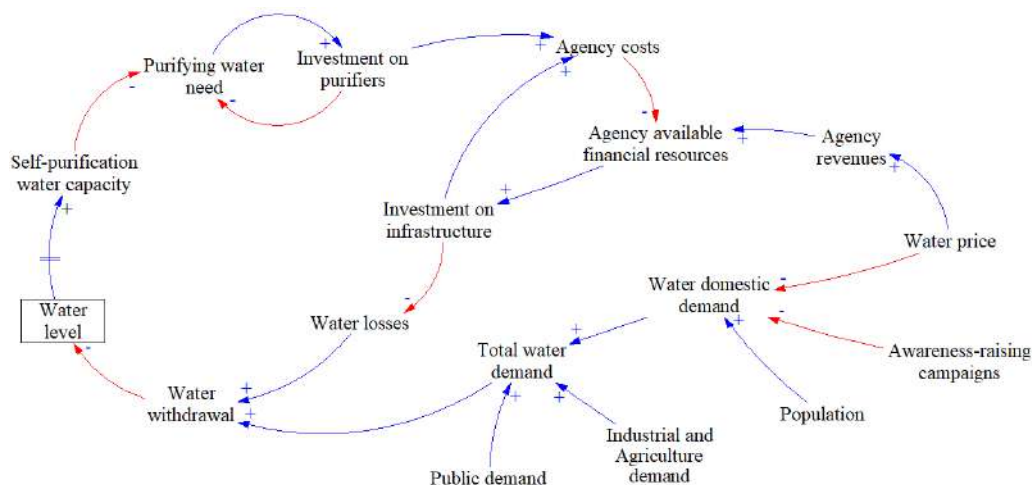 Purifying water
need
Investment on
purifiers
Agency costs
Self-purification
water capacity
Agency available
financial resources
Agency
revenues
Investment on
infrastructure
Water price
Water
level
Water losses
Water domestic
demand
Total water
demand
Awareness-raising
campaigns
Water
withdrawal
Population
Public demand
Industrial and
Agriculture
demand